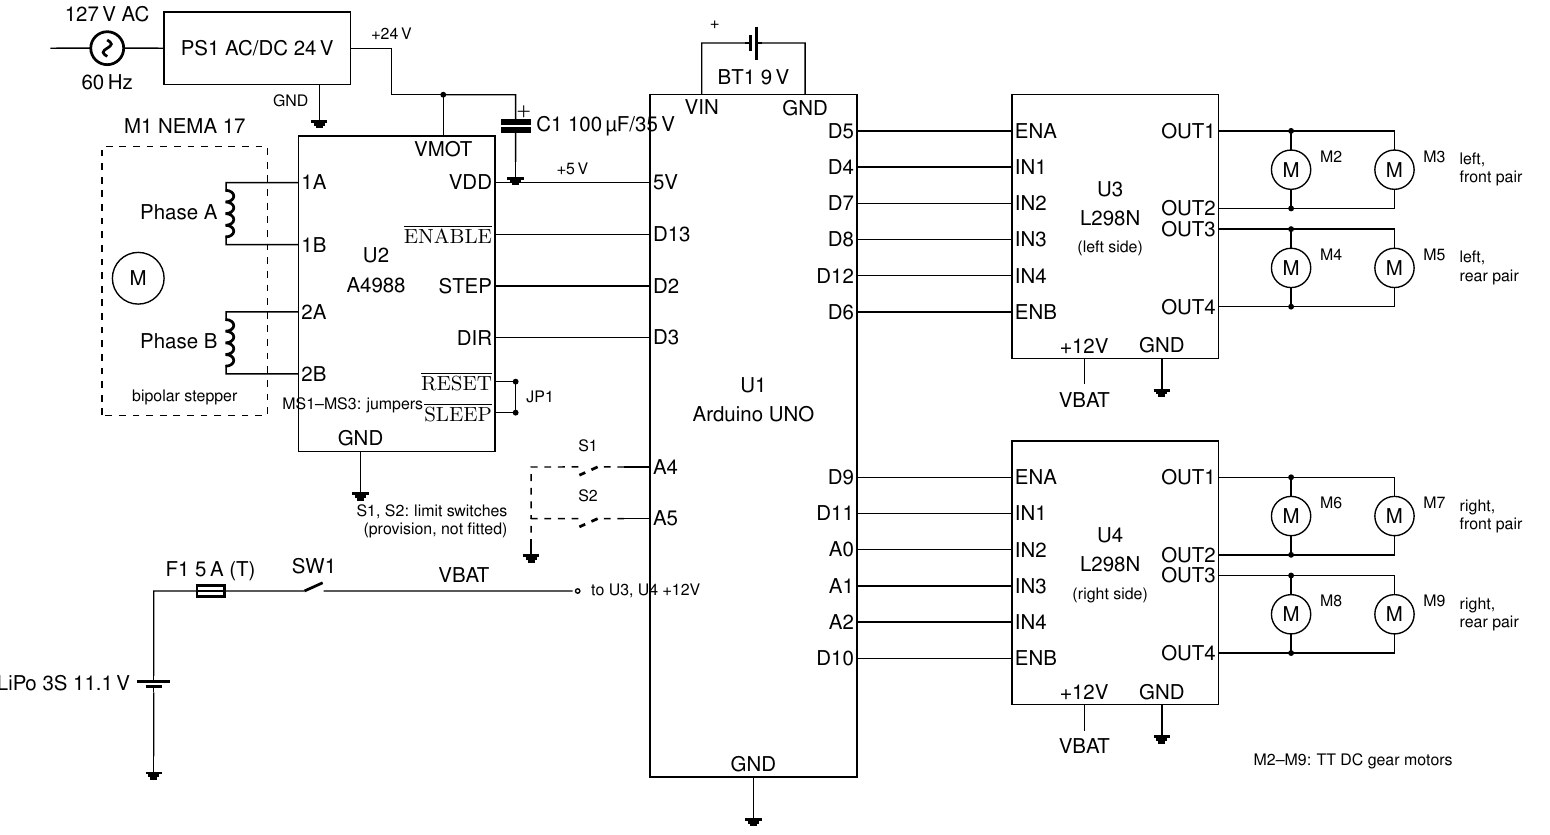 127 V AC
60 Hz
PS1 AC/DC 24 V
+24 V
GND
M1 NEMA 17
Phase A
M
Phase B
bipolar stepper
+
C1 100 µF/35 V
VMOT
1A
1B
2A
2B
U2
A4988
VDD
ENABLE
STEP
DIR
RESET
SLEEP
MS1–MS3: jumpers
GND
JP1
+5 V
S1
S2
S1, S2: limit switches
(provision, not fitted)
F1 5 A (T)
SW1
VBAT
to U3, U4 +12V
LiPo 3S 11.1 V
+
BT1 9 V
VIN
GND
5V
D13
D2
D3
A4
A5
U1
Arduino UNO
D5
D4
D7
D8
D12
D6
D9
D11
A0
A1
A2
D10
GND
ENA
IN1
IN2
IN3
IN4
ENB
U3
L298N
(left side)
OUT1
OUT2
OUT3
OUT4
+12V
GND
VBAT
M
M2
M
M3
left,
front pair
M
M4
M
M5
left,
rear pair
ENA
IN1
IN2
IN3
IN4
ENB
U4
L298N
(right side)
OUT1
OUT2
OUT3
OUT4
+12V
GND
VBAT
M
M6
M
M7
right,
front pair
M
M8
M
M9
right,
rear pair
M2–M9: TT DC gear motors